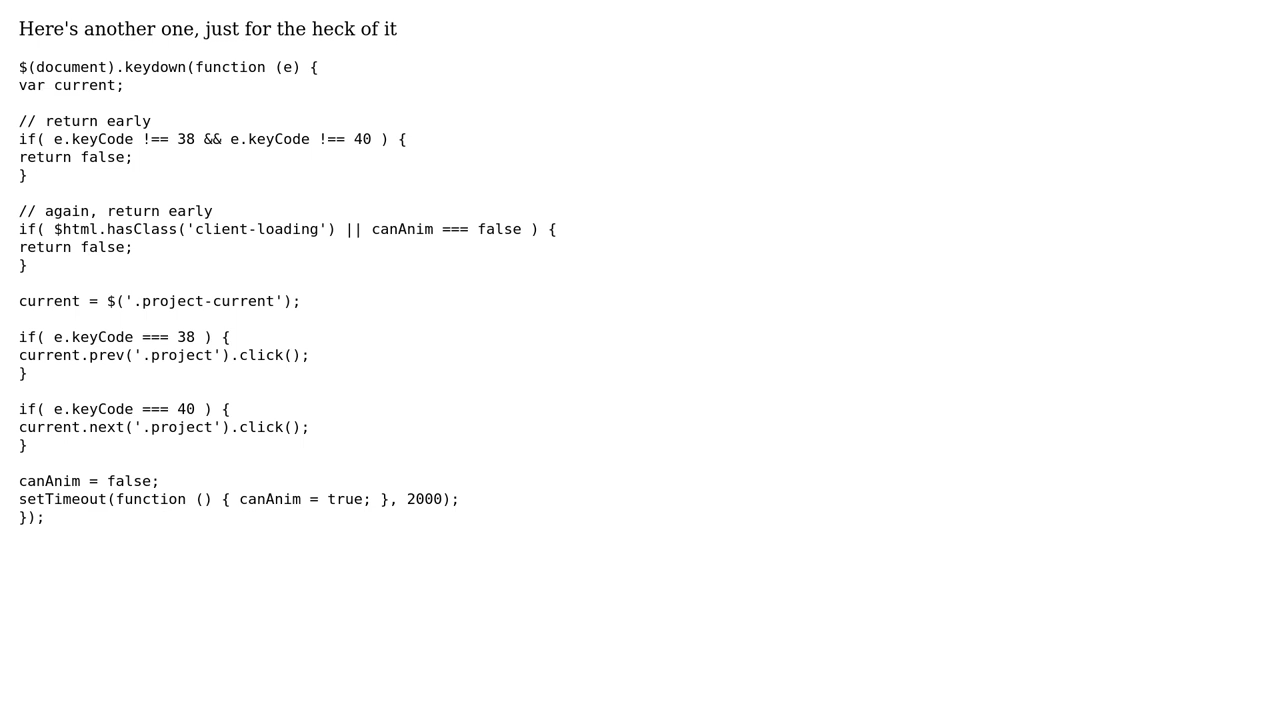 Here's another one, just for the heck of it
$(document).keydown(function (e) {
var current;
// return early
if( e.keyCode !== 38 && e.keyCode !== 40 ) {
return false;
}
// again, return early
if( $html.hasClass('client-loading') || canAnim === false ) {
return false;
}
current = $('.project-current');
if( e.keyCode === 38 ) {
current.prev('.project').click();
}
if( e.keyCode === 40 ) {
current.next('.project').click();
}
canAnim = false;
setTimeout(function () { canAnim = true; }, 2000);
});